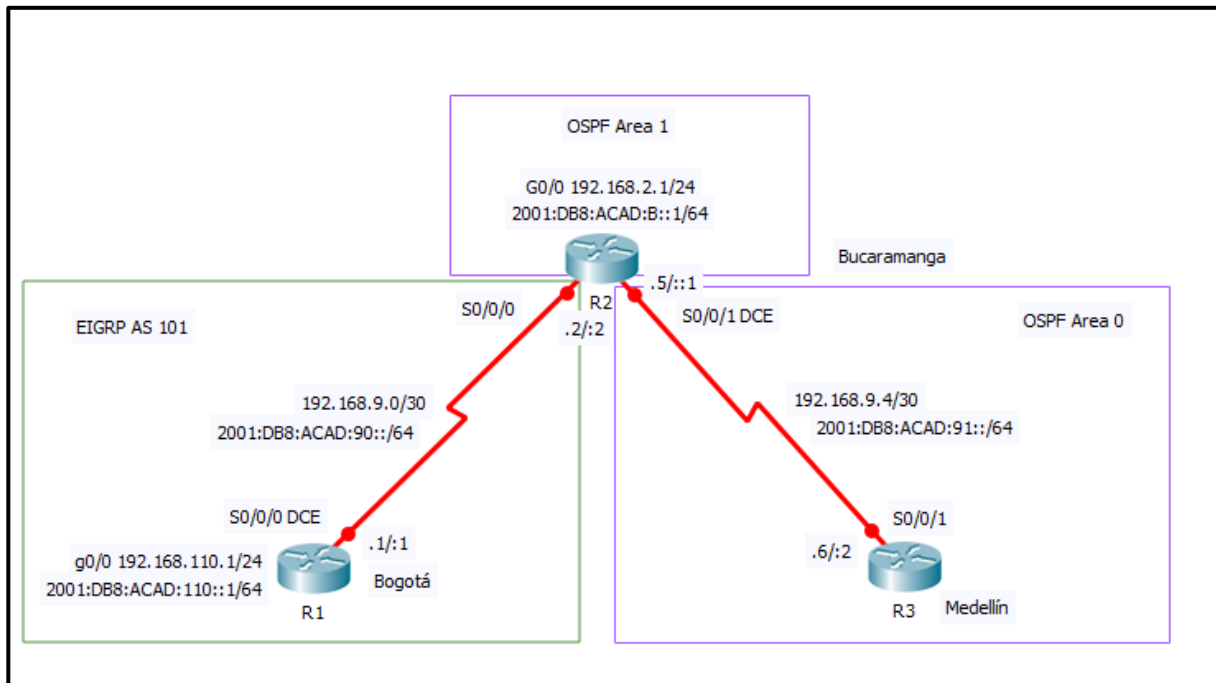 OSPF Area 1
G0/0 192.168.2.1/24
2001:DB8:ACAD:B::1/64
Bucaramanga
.5/::1
R2
S0/0/0
S0/0/1 DCE
.2/:2
EIGRP AS 101
OSPF Area 0
192.168.9.0/30
2001:DB8:ACAD:90::/64
192.168.9.4/30
2001:DB8:ACAD:91::/64
S0/0/0 DCE
.1/:1
g0/0 192.168.110.1/24
2001:DB8:ACAD:110::1/64
Bogotá
R1
S0/0/1
.6/:2
R3
Medellín